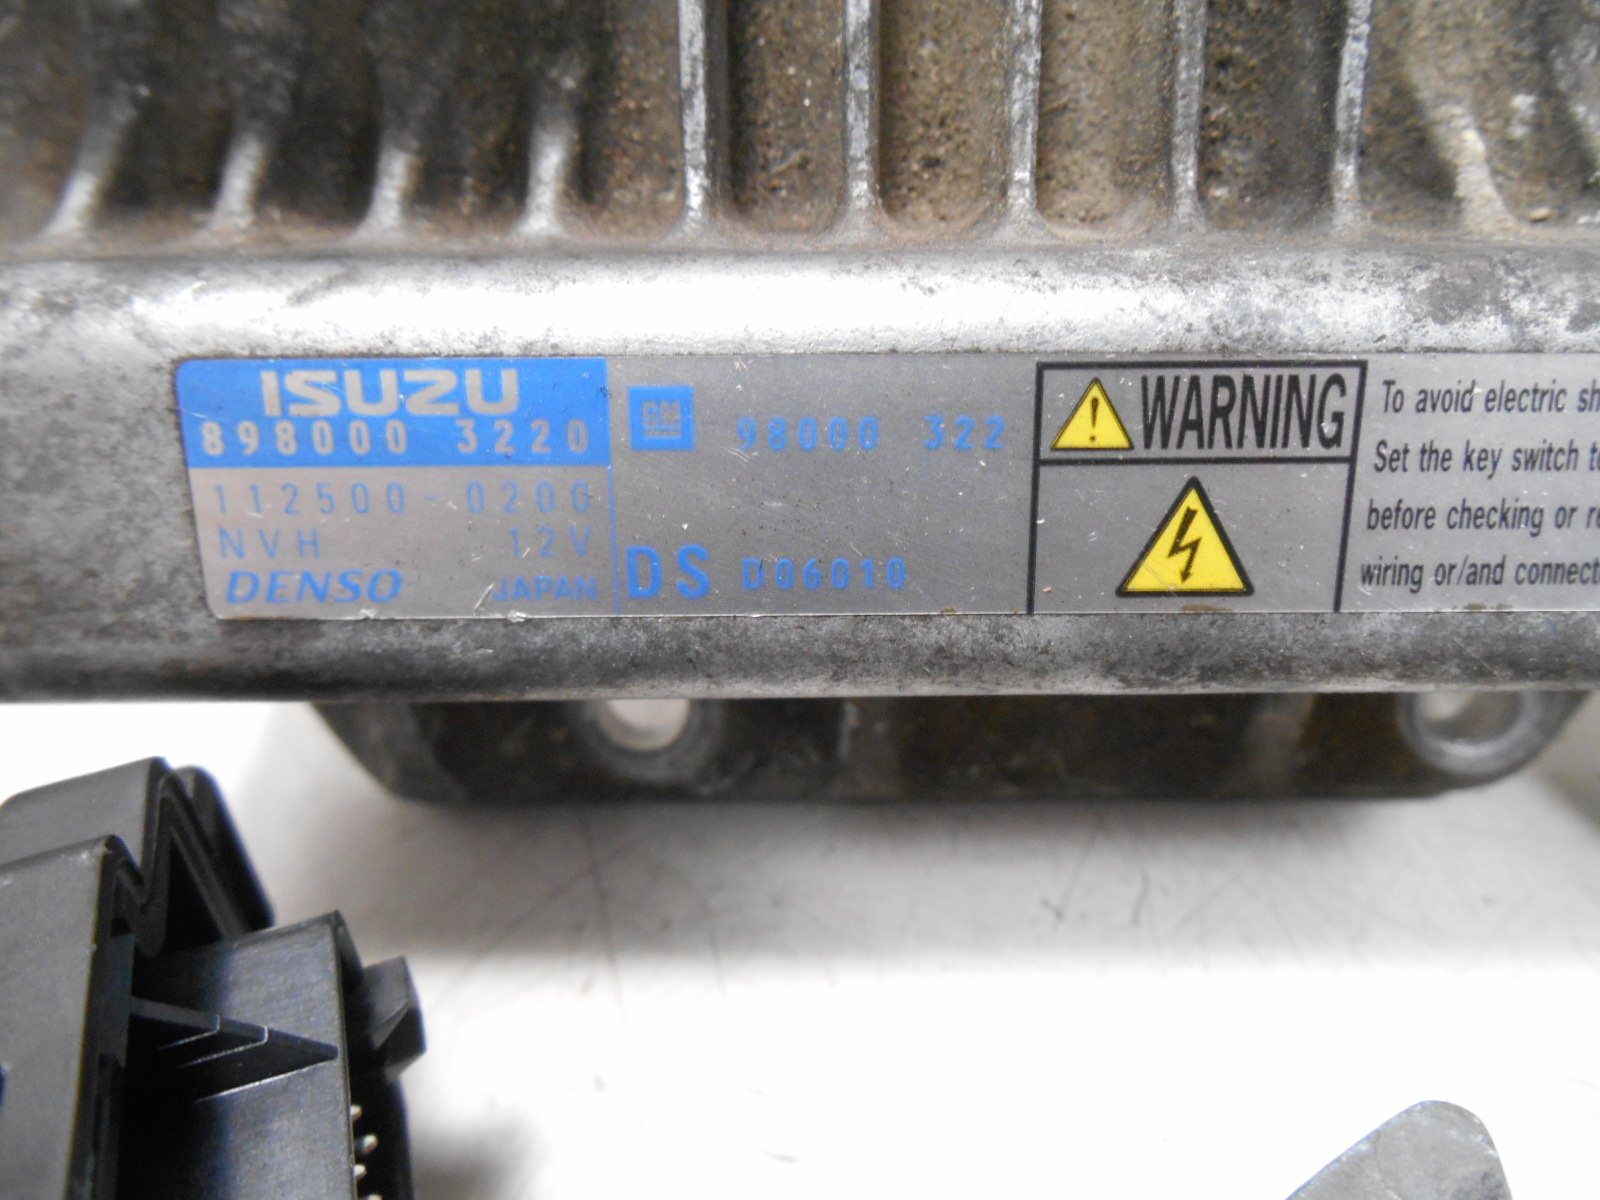 ISUZU
898000 3220
112500-0200
NVH 12V
DENSO JAPAN
GM 98000 322
DS D06010
WARNING
To avoid electric
Set the key switch
before checking or
wiring or/and